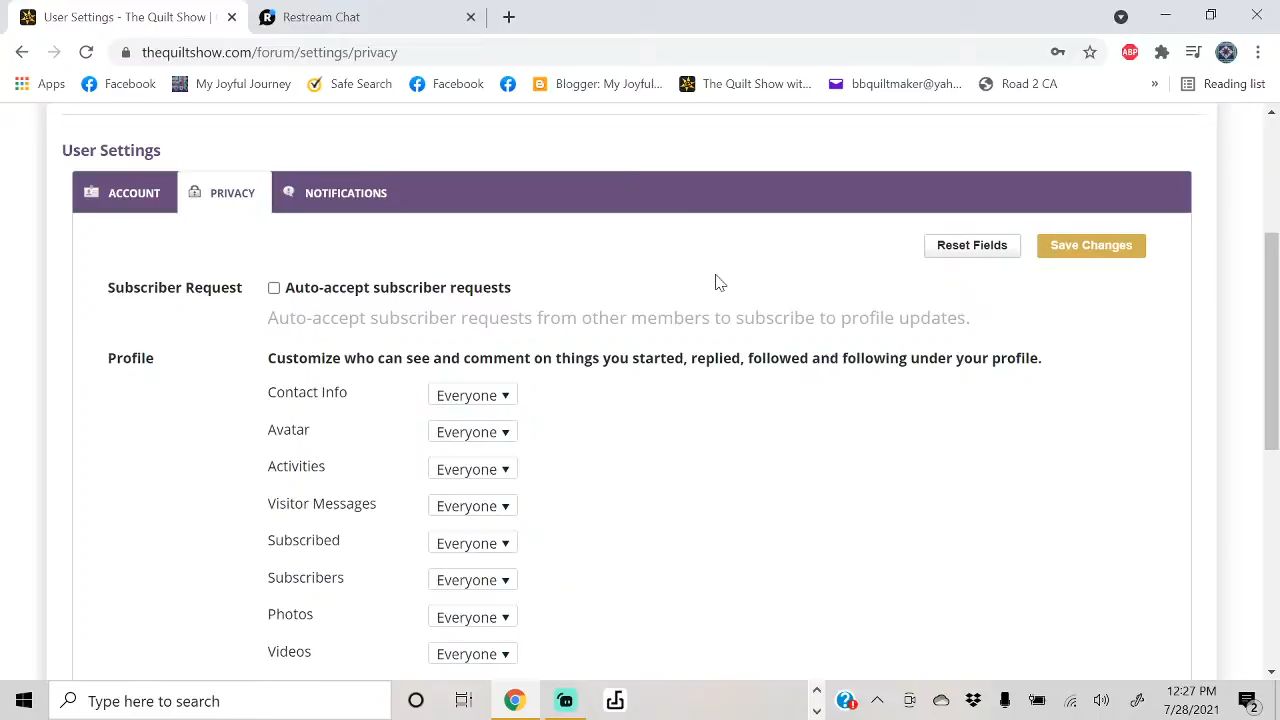 User Settings - The Quilt Show |
Restream Chat
thequiltshow.com/forum/settings/privacy
ABP
Apps
Facebook
My Joyful Journey
Safe Search
Facebook
Blogger: My Joyful...
The Quilt Show wit...
bbquiltmaker@yah...
Road 2 CA
»
Reading list
User Settings
ACCOUNT
PRIVACY
NOTIFICATIONS
Reset Fields
Save Changes
Subscriber Request
Auto-accept subscriber requests
Auto-accept subscriber requests from other members to subscribe to profile updates.
Profile
Customize who can see and comment on things you started, replied, followed and following under your profile.
Contact Info Everyone
Avatar Everyone
Activities Everyone
Visitor Messages Everyone
Subscribed Everyone
Subscribers Everyone
Photos Everyone
Videos Everyone
Type here to search
12:27 PM
7/28/2021
2